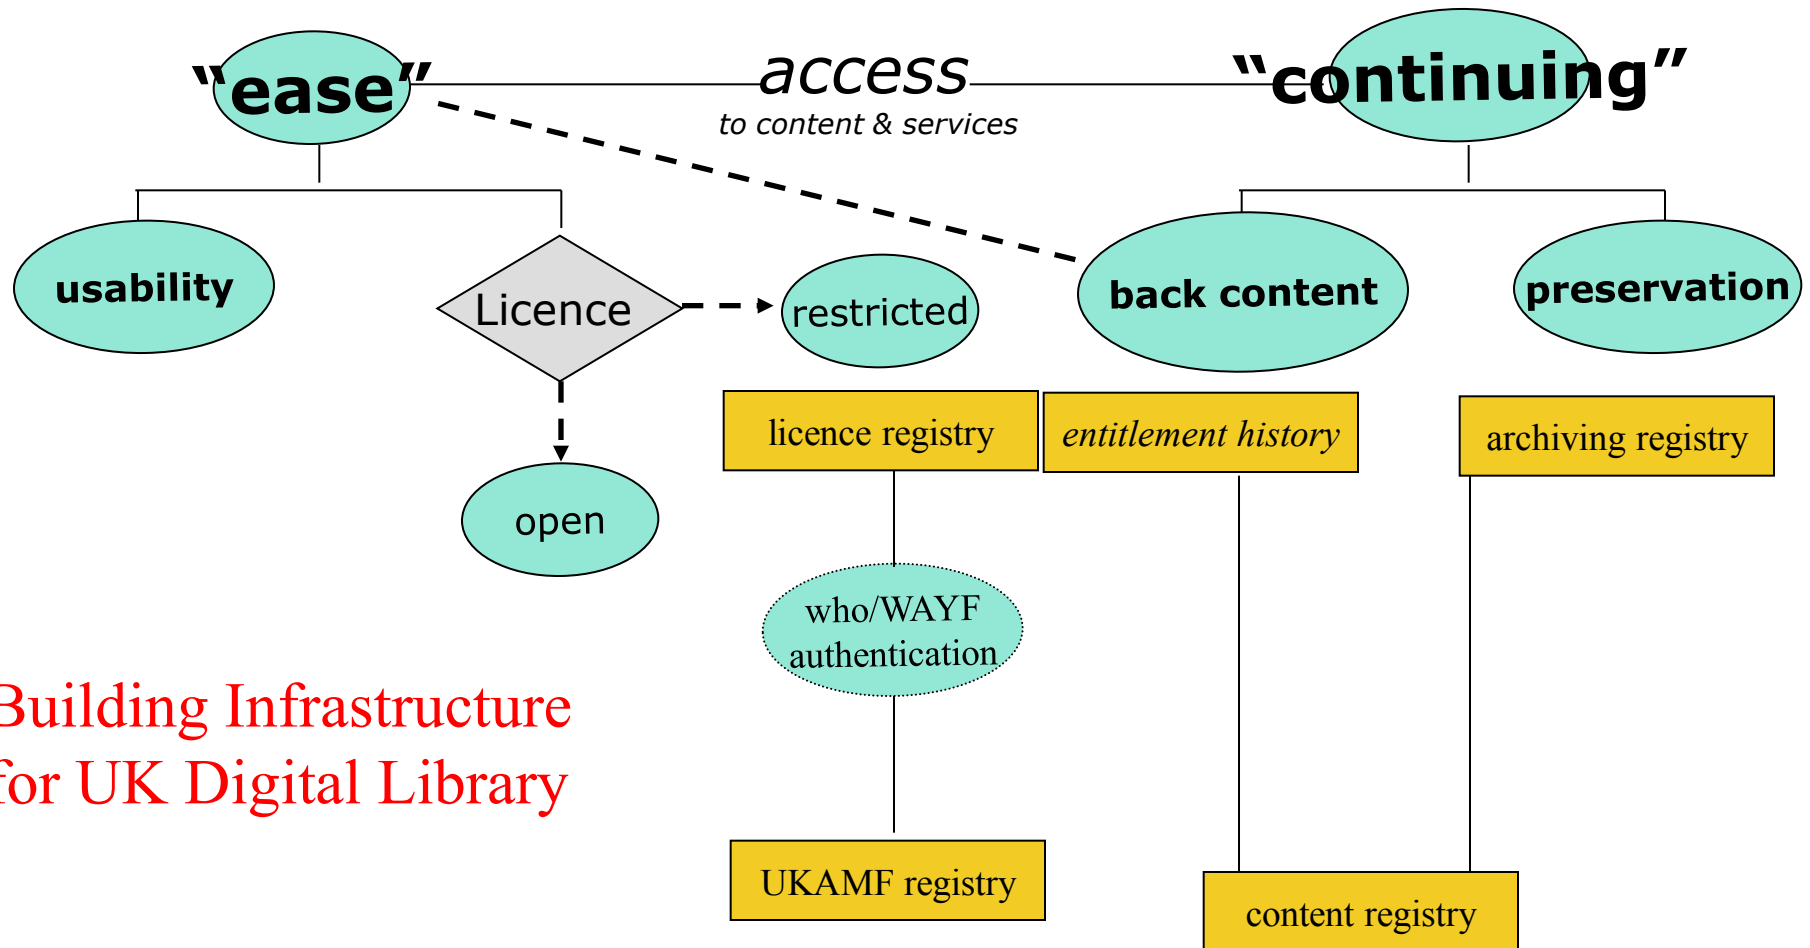 “ease”
access
“continuing”
to content & services
usability
Licence
restricted
back content
preservation
licence registry
entitlement history
archiving registry
open
who/WAYF
authentication
Building Infrastructure
for UK Digital Library
UKAMF registry
content registry